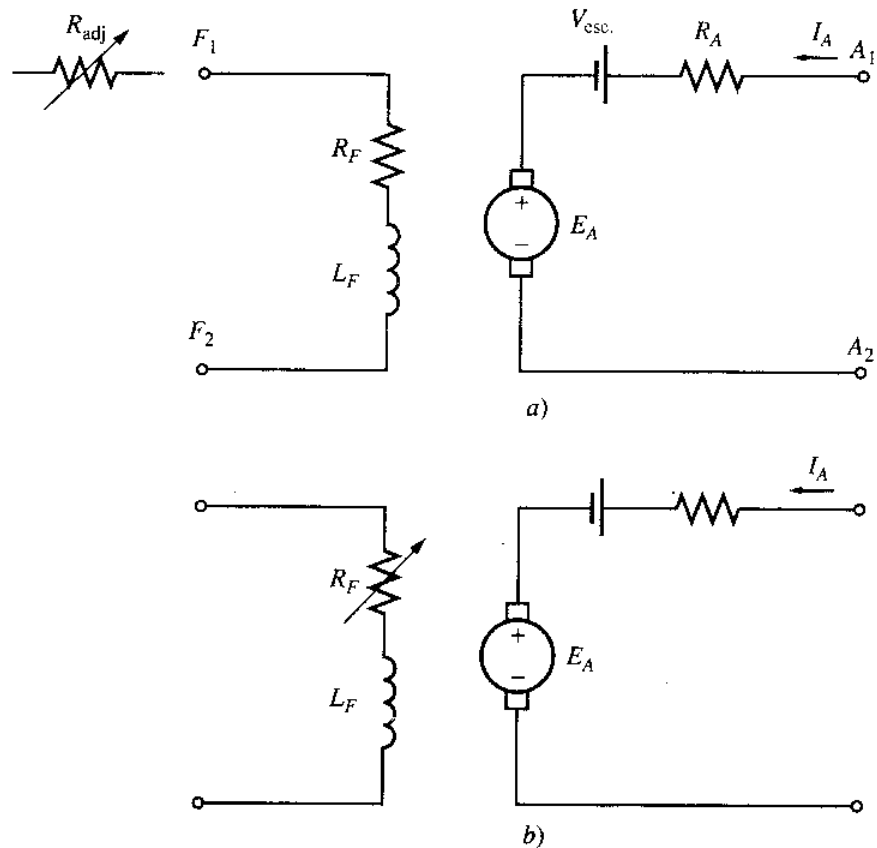 R_adj
F_1
V_esc.
R_A
I_A
A_1
R_F
+
E_A
−
L_F
F_2
A_2
a)
I_A
R_F
+
E_A
−
L_F
b)